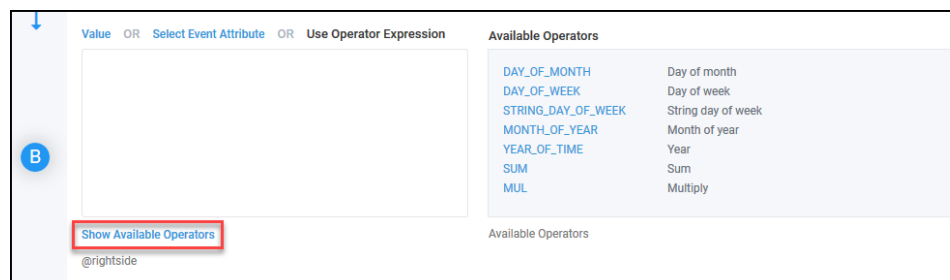 Value OR Select Event Attribute OR Use Operator Expression
Available Operators
DAY_OF_MONTH Day of month
DAY_OF_WEEK Day of week
STRING_DAY_OF_WEEK String day of week
MONTH_OF_YEAR Month of year
YEAR_OF_TIME Year
SUM Sum
MUL Multiply
B
Show Available Operators
Available Operators
@rightside